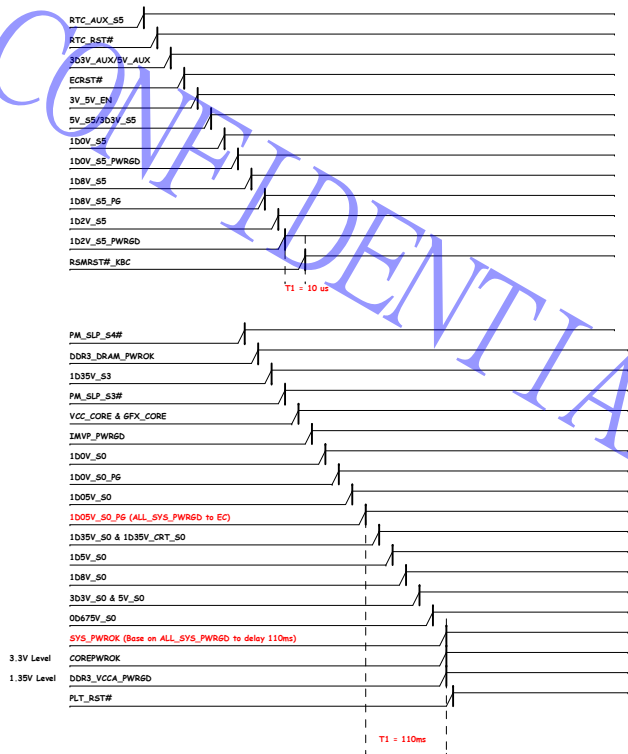 RTC_AUX_S5
RTC_RST#
3D3V_AUX/5V_AUX
ECRST#
3V_5V_EN
5V_S5/3D3V_S5
1D0V_S5
1D0V_S5_PWRGD
1D8V_S5
1D8V_S5_PG
1D2V_S5
1D2V_S5_PWRGD
RSMRST#_KBC
T1 = 10 us
CONFIDENTIA
PM_SLP_S4#
DDR3_DRAM_PWROK
1D35V_S3
PM_SLP_S3#
VCC_CORE & GFX_CORE
IMVP_PWRGD
1D0V_S0
1D0V_S0_PG
1D05V_S0
1D05V_S0_PG (ALL_SYS_PWRGD to EC)
1D35V_S0 & 1D35V_CRT_S0
1D5V_S0
1D8V_S0
3D3V_S0 & 5V_S0
0D675V_S0
SYS_PWROK (Base on ALL_SYS_PWRGD to delay 110ms)
3.3V Level COREPWROK
1.35V Level DDR3_VCCA_PWRGD
PLT_RST#
T1 = 110ms